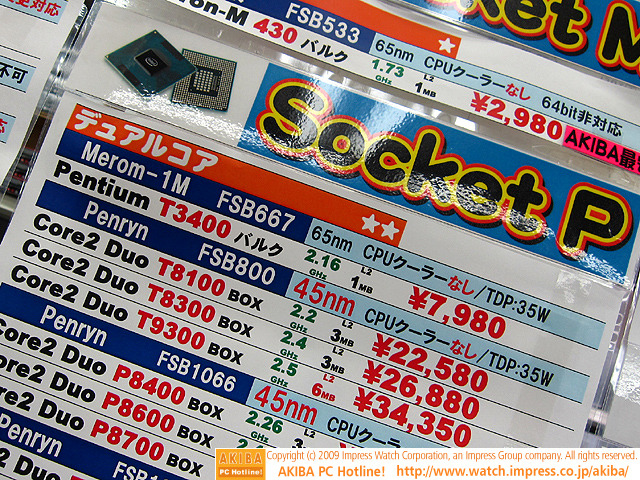 FSB533
on-M 430 バルク 1.73 GHz L2 1MB
65nm CPUクーラーなし 64bit非対応
¥2,980 AKIBA最
不可
Socket M
intel
Socket P
デュアルコア
Merom-1M FSB667 65nm CPUクーラーなし/TDP:35W
Pentium T3400 バルク 2.16 GHz L2 1MB ¥7,980
Penryn FSB800 45nm CPUクーラーなし/TDP:35W
Core2 Duo T8100 BOX 2.2 GHz L2 3MB ¥22,580
Core2 Duo T8300 BOX 2.4 GHz L2 3MB ¥26,880
Core2 Duo T9300 BOX 2.5 GHz L2 6MB ¥34,350
Penryn FSB1066 45nm CPUクーラーな
Core2 Duo P8400 BOX 2.26
Core2 Duo P8600 BOX
Core2 Duo P8700 BOX
Penryn
AKIBA PC Hotline!
Copyright (c) 2009 Impress Watch Corporation, an Impress Group company. All rights reserved.
AKIBA PC Hotline! http://www.watch.impress.co.jp/akiba/